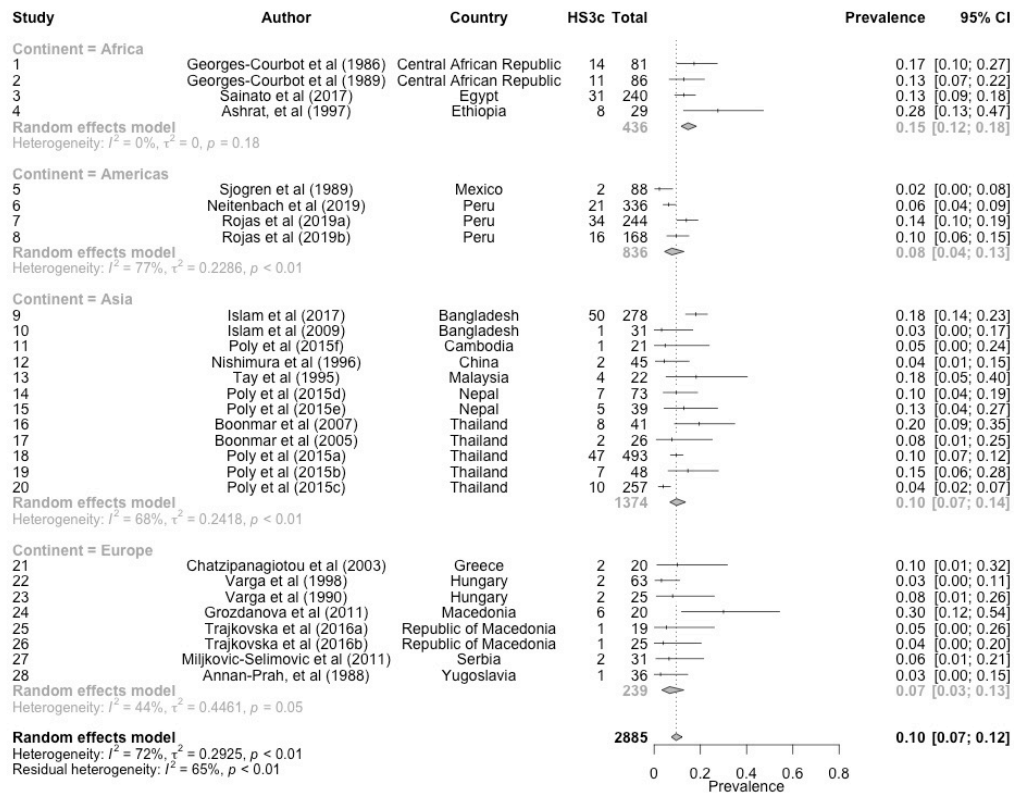 Study Author Country HS3c Total Prevalence 95% CI
Continent = Africa
1 Georges-Courbot et al (1986) Central African Republic 14 81 0.17 [0.10; 0.27]
2 Georges-Courbot et al (1989) Central African Republic 11 86 0.13 [0.07; 0.22]
3 Sainato et al (2017) Egypt 31 240 0.13 [0.09; 0.18]
4 Ashrat, et al (1997) Ethiopia 8 29 0.28 [0.13; 0.47]
Random effects model 436 0.15 [0.12; 0.18]
Heterogeneity: I² = 0%, τ² = 0, p = 0.18
Continent = Americas
5 Sjogren et al (1989) Mexico 2 88 0.02 [0.00; 0.08]
6 Neitenbach et al (2019) Peru 21 336 0.06 [0.04; 0.09]
7 Rojas et al (2019a) Peru 34 244 0.14 [0.10; 0.19]
8 Rojas et al (2019b) Peru 16 168 0.10 [0.06; 0.15]
Random effects model 836 0.08 [0.04; 0.13]
Heterogeneity: I² = 77%, τ² = 0.2286, p < 0.01
Continent = Asia
9 Islam et al (2017) Bangladesh 50 278 0.18 [0.14; 0.23]
10 Islam et al (2009) Bangladesh 1 31 0.03 [0.00; 0.17]
11 Poly et al (2015f) Cambodia 1 21 0.05 [0.00; 0.24]
12 Nishimura et al (1996) China 2 45 0.04 [0.01; 0.15]
13 Tay et al (1995) Malaysia 4 22 0.18 [0.05; 0.40]
14 Poly et al (2015d) Nepal 7 73 0.10 [0.04; 0.19]
15 Poly et al (2015e) Nepal 5 39 0.13 [0.04; 0.27]
16 Boonmar et al (2007) Thailand 8 41 0.20 [0.09; 0.35]
17 Boonmar et al (2005) Thailand 2 26 0.08 [0.01; 0.25]
18 Poly et al (2015a) Thailand 47 493 0.10 [0.07; 0.12]
19 Poly et al (2015b) Thailand 7 48 0.15 [0.06; 0.28]
20 Poly et al (2015c) Thailand 10 257 0.04 [0.02; 0.07]
Random effects model 1374 0.10 [0.07; 0.14]
Heterogeneity: I² = 68%, τ² = 0.2418, p < 0.01
Continent = Europe
21 Chatzipanagiotou et al (2003) Greece 2 20 0.10 [0.01; 0.32]
22 Varga et al (1998) Hungary 2 63 0.03 [0.00; 0.11]
23 Varga et al (1990) Hungary 2 25 0.08 [0.01; 0.26]
24 Grozdanova et al (2011) Macedonia 6 20 0.30 [0.12; 0.54]
25 Trajkovska et al (2016a) Republic of Macedonia 1 19 0.05 [0.00; 0.26]
26 Trajkovska et al (2016b) Republic of Macedonia 1 25 0.04 [0.00; 0.20]
27 Miljkovic-Selimovic et al (2011) Serbia 2 31 0.06 [0.01; 0.21]
28 Annan-Prah, et al (1988) Yugoslavia 1 36 0.03 [0.00; 0.15]
Random effects model 239 0.07 [0.03; 0.13]
Heterogeneity: I² = 44%, τ² = 0.4461, p = 0.05
Random effects model 2885 0.10 [0.07; 0.12]
Heterogeneity: I² = 72%, τ² = 0.2925, p < 0.01
Residual heterogeneity: I² = 65%, p < 0.01
0 0.2 0.4 0.6 0.8
Prevalence